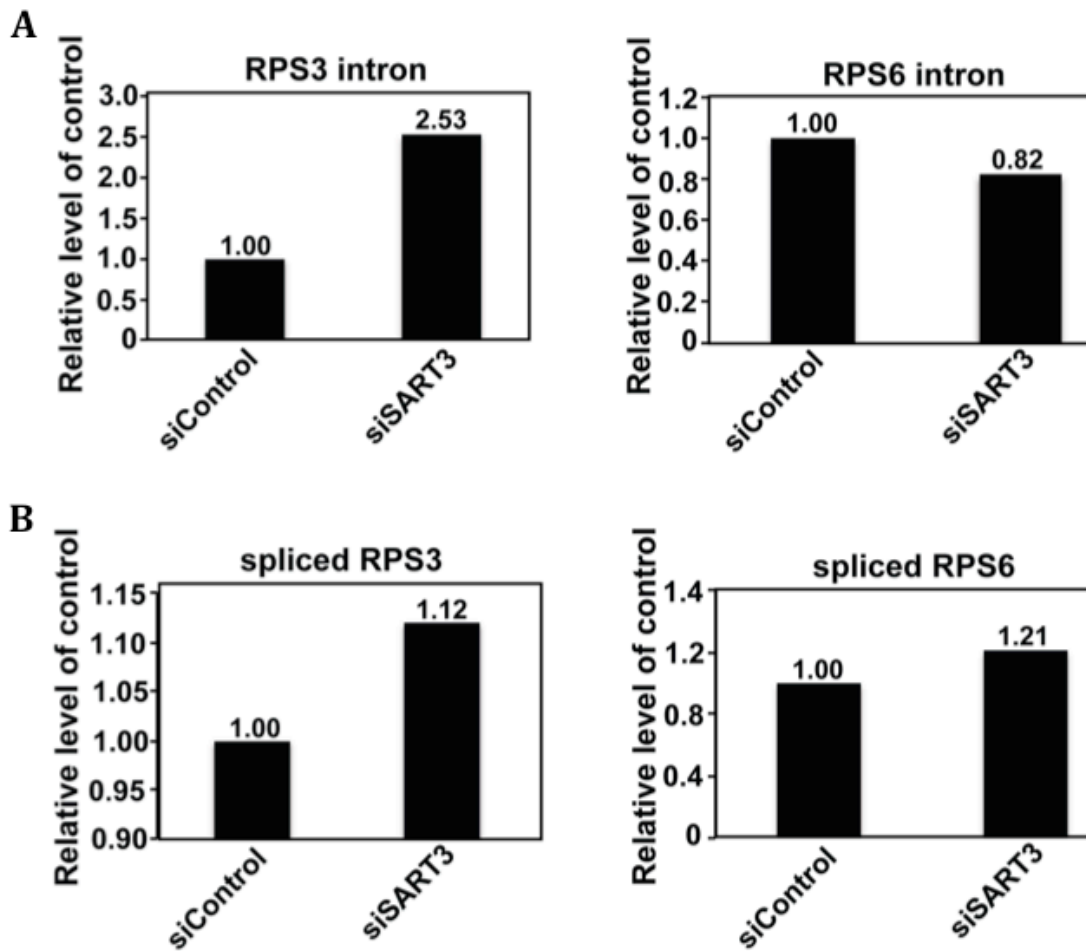 A
RPS3 intron
Relative level of control
3.0
2.5
2.0
1.5
1.0
0.5
0
1.00
2.53
siControl
siSART3
RPS6 intron
Relative level of control
1.2
1.0
0.8
0.6
0.4
0.2
0
1.00
0.82
siControl
siSART3
B
spliced RPS3
Relative level of control
1.15
1.10
1.05
1.00
0.95
0.90
1.00
1.12
siControl
siSART3
spliced RPS6
Relative level of control
1.4
1.2
0.8
0.4
0
1.00
1.21
siControl
siSART3